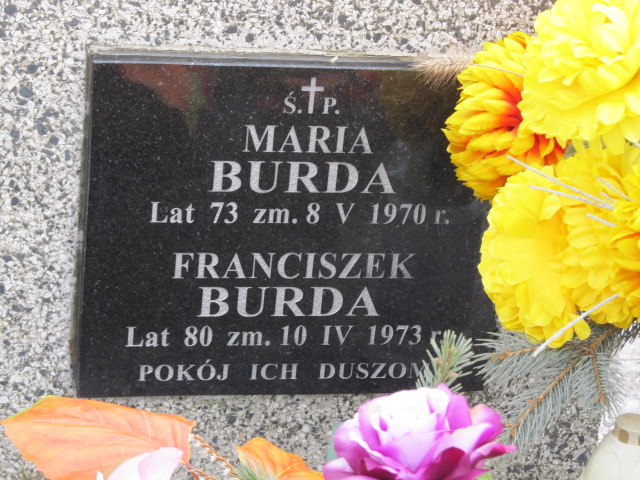 Ś.P.
MARIA
BURDA
Lat 73 zm. 8 V 1970 r.
FRANCISZEK
BURDA
Lat 80 zm. 10 IV 1973 r.
POKÓJ ICH DUSZOM